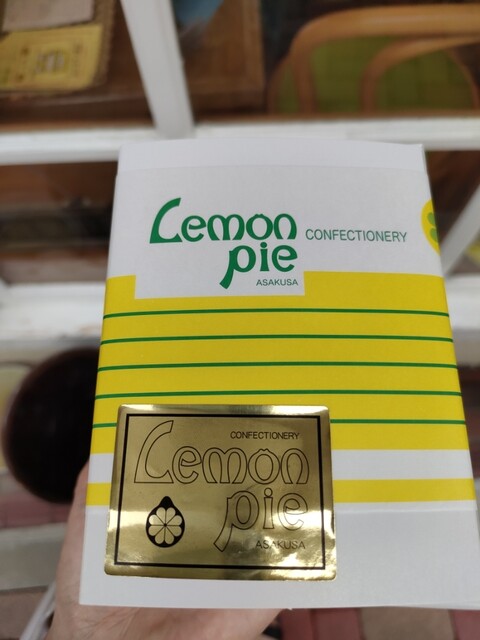 Lemon
pie
CONFECTIONERY
ASAKUSA
CONFECTIONERY
Lemon
pie
ASAKUSA